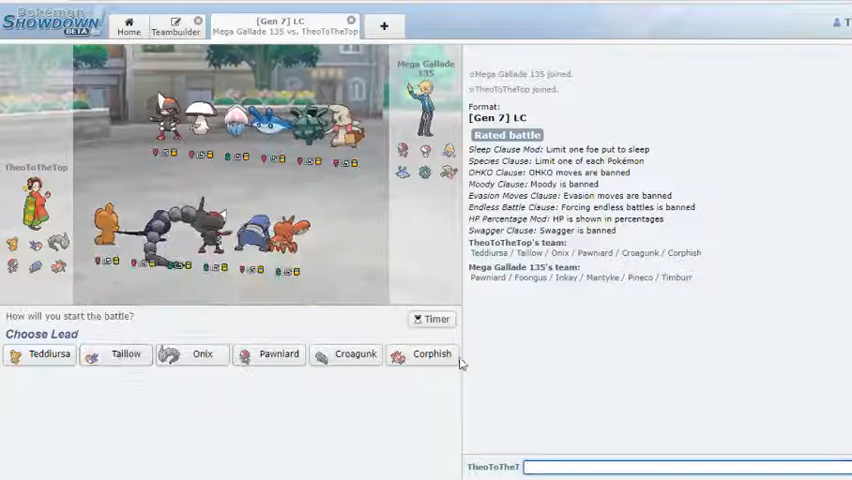 Pokémon
SHOWDOWN
BETA
Home
Teambuilder
[Gen 7] LC
Mega Gallade 135 vs. TheoToTheTop
+
T
Mega Gallade
135
TheoToTheTop
☆Mega Gallade 135 joined.
☆TheoToTheTop joined.
Format:
[Gen 7] LC
Rated battle
Sleep Clause Mod: Limit one foe put to sleep
Species Clause: Limit one of each Pokémon
OHKO Clause: OHKO moves are banned
Moody Clause: Moody is banned
Evasion Moves Clause: Evasion moves are banned
Endless Battle Clause: Forcing endless battles is banned
HP Percentage Mod: HP is shown in percentages
Swagger Clause: Swagger is banned
TheoToTheTop's team:
Teddiursa / Taillow / Onix / Pawniard / Croagunk / Corphish
Mega Gallade 135's team:
Pawniard / Foongus / Inkay / Mantyke / Pineco / Timburr
How will you start the battle?
Timer
Choose Lead
Teddiursa
Taillow
Onix
Pawniard
Croagunk
Corphish
TheoToTheT